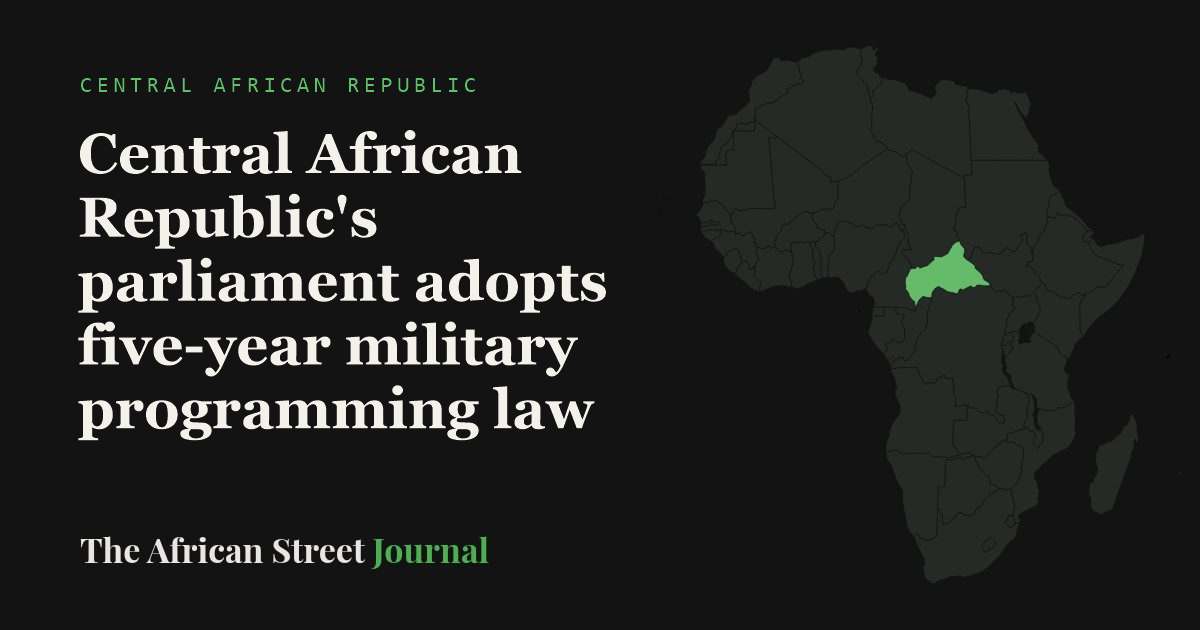 CENTRAL AFRICAN REPUBLIC
Central African
Republic's
parliament adopts
five-year military
programming law
The African Street Journal